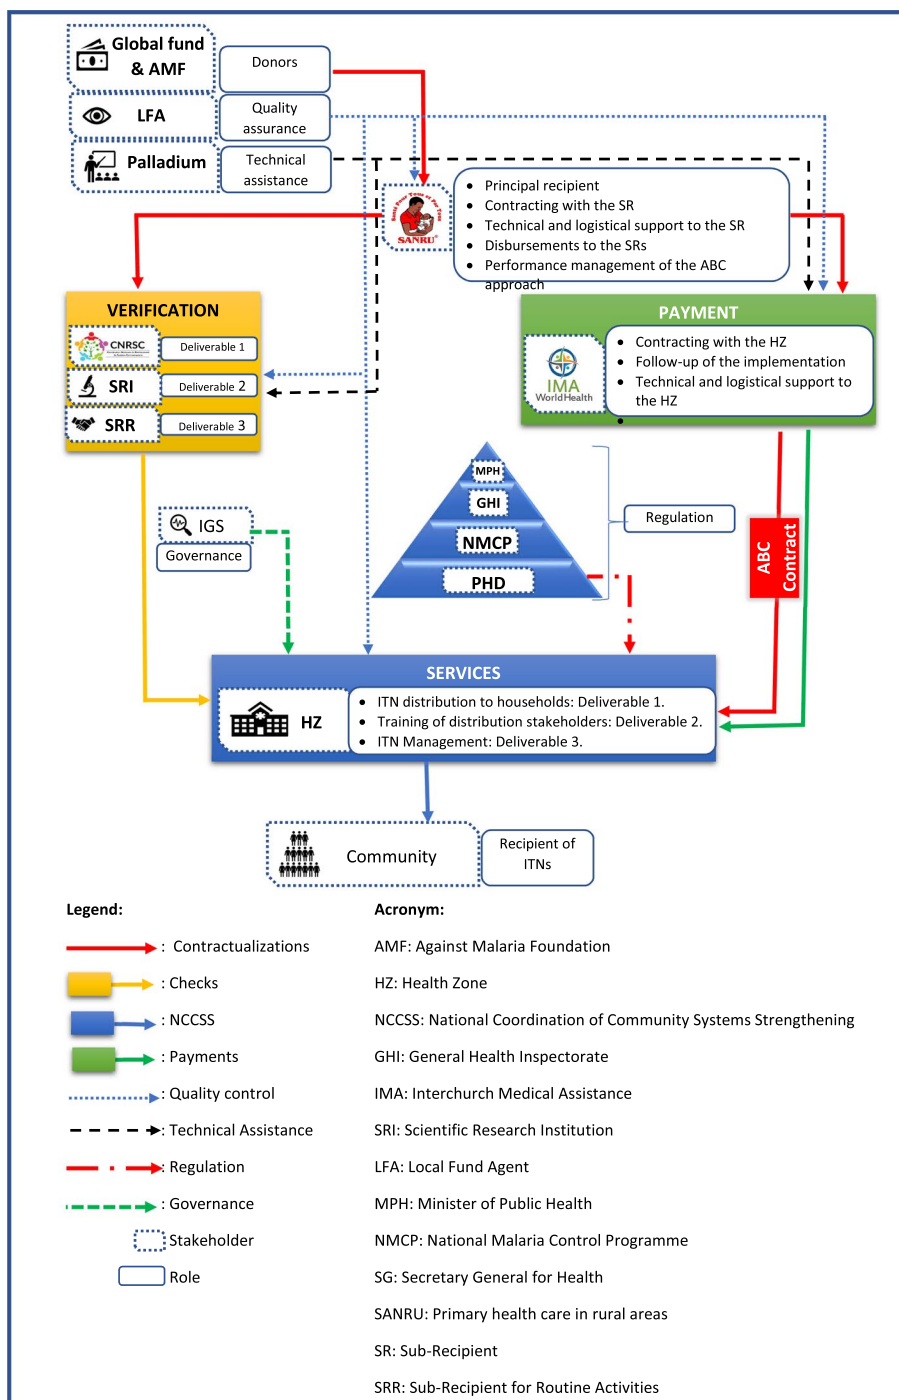 Global fund
& AMF
Donors
LFA
Quality
assurance
Palladium
Technical
assistance
SANRU
Principal recipient
Contracting with the SR
Technical and logistical support to the SR
Disbursements to the SRs
Performance management of the ABC
approach
VERIFICATION
CNRSC
Deliverable 1
SRI
Deliverable 2
SRR
Deliverable 3
PAYMENT
IMA
WorldHealth
Contracting with the HZ
Follow-up of the implementation
Technical and logistical support to
the HZ
MPH
GHI
NMCP
PHD
Regulation
IGS
Governance
ABC
Contract
SERVICES
HZ
ITN distribution to households: Deliverable 1.
Training of distribution stakeholders: Deliverable 2.
ITN Management: Deliverable 3.
Community
Recipient of
ITNs
Legend:
: Contractualizations
: Checks
: NCCSS
: Payments
: Quality control
: Technical Assistance
: Regulation
: Governance
Stakeholder
Role
Acronym:
AMF: Against Malaria Foundation
HZ: Health Zone
NCCSS: National Coordination of Community Systems Strengthening
GHI: General Health Inspectorate
IMA: Interchurch Medical Assistance
SRI: Scientific Research Institution
LFA: Local Fund Agent
MPH: Minister of Public Health
NMCP: National Malaria Control Programme
SG: Secretary General for Health
SANRU: Primary health care in rural areas
SR: Sub-Recipient
SRR: Sub-Recipient for Routine Activities